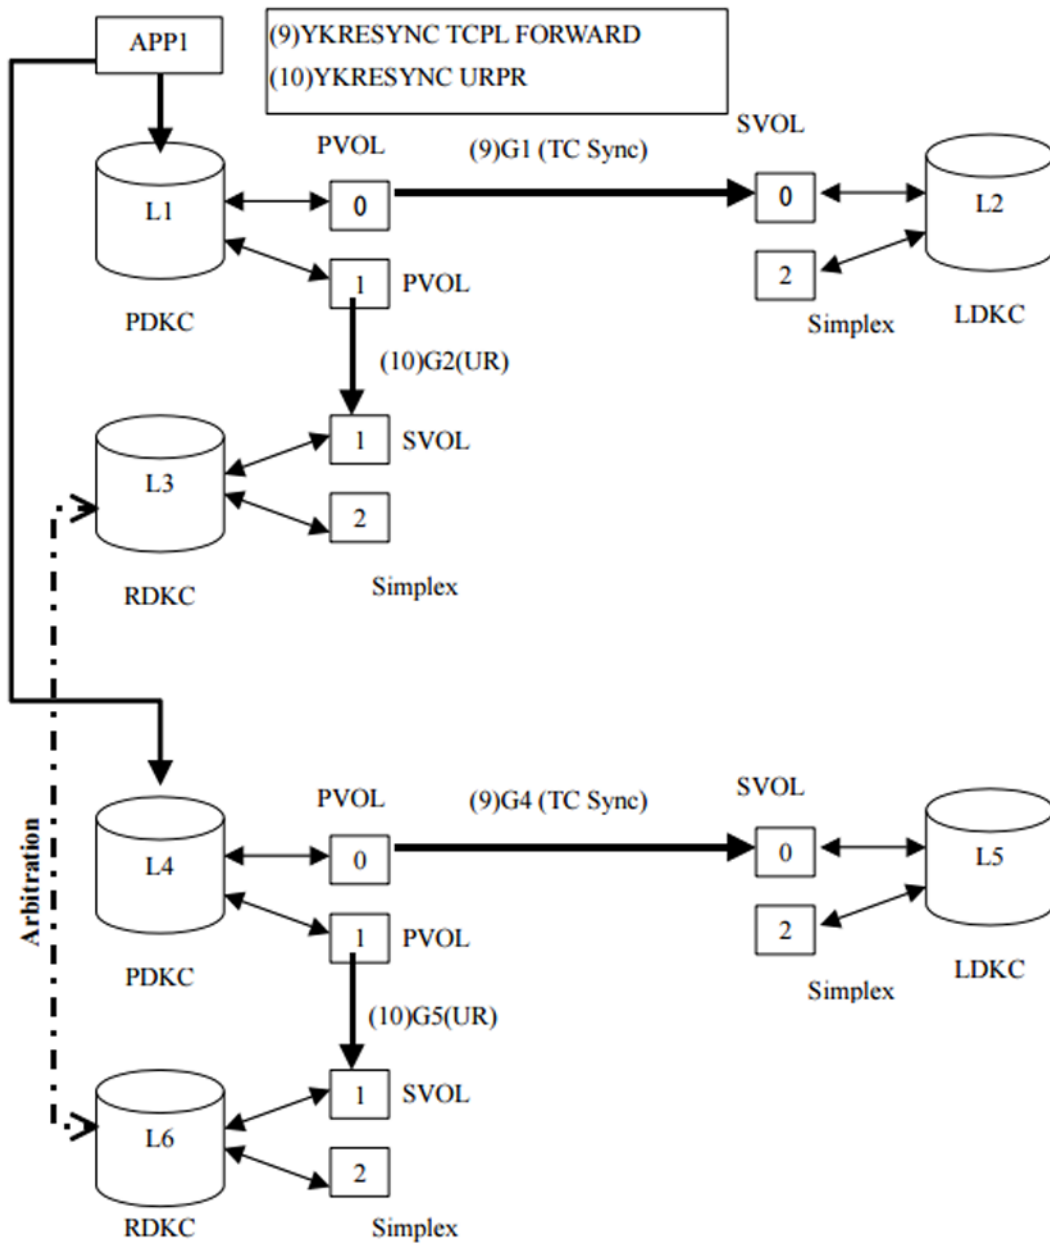 APP1
(9)YKRESYNC TCPL FORWARD
(10)YKRESYNC URPR
PVOL
(9)G1 (TC Sync)
SVOL
L1
0
0
L2
1
PVOL
2
PDKC
Simplex
LDKC
(10)G2(UR)
L3
1
SVOL
2
RDKC
Simplex
Arbitration
PVOL
(9)G4 (TC Sync)
SVOL
L4
0
0
L5
1
PVOL
2
PDKC
Simplex
LDKC
(10)G5(UR)
L6
1
SVOL
2
RDKC
Simplex